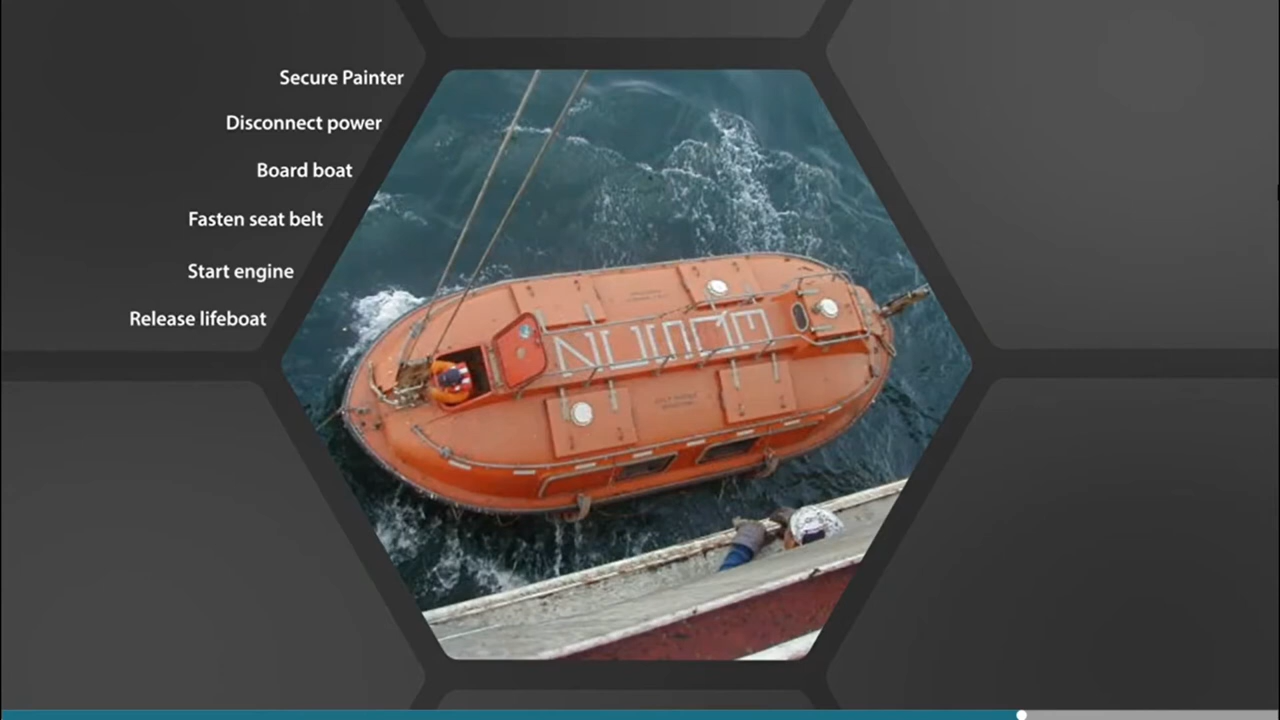 Secure Painter
Disconnect power
Board boat
Fasten seat belt
Start engine
Release lifeboat